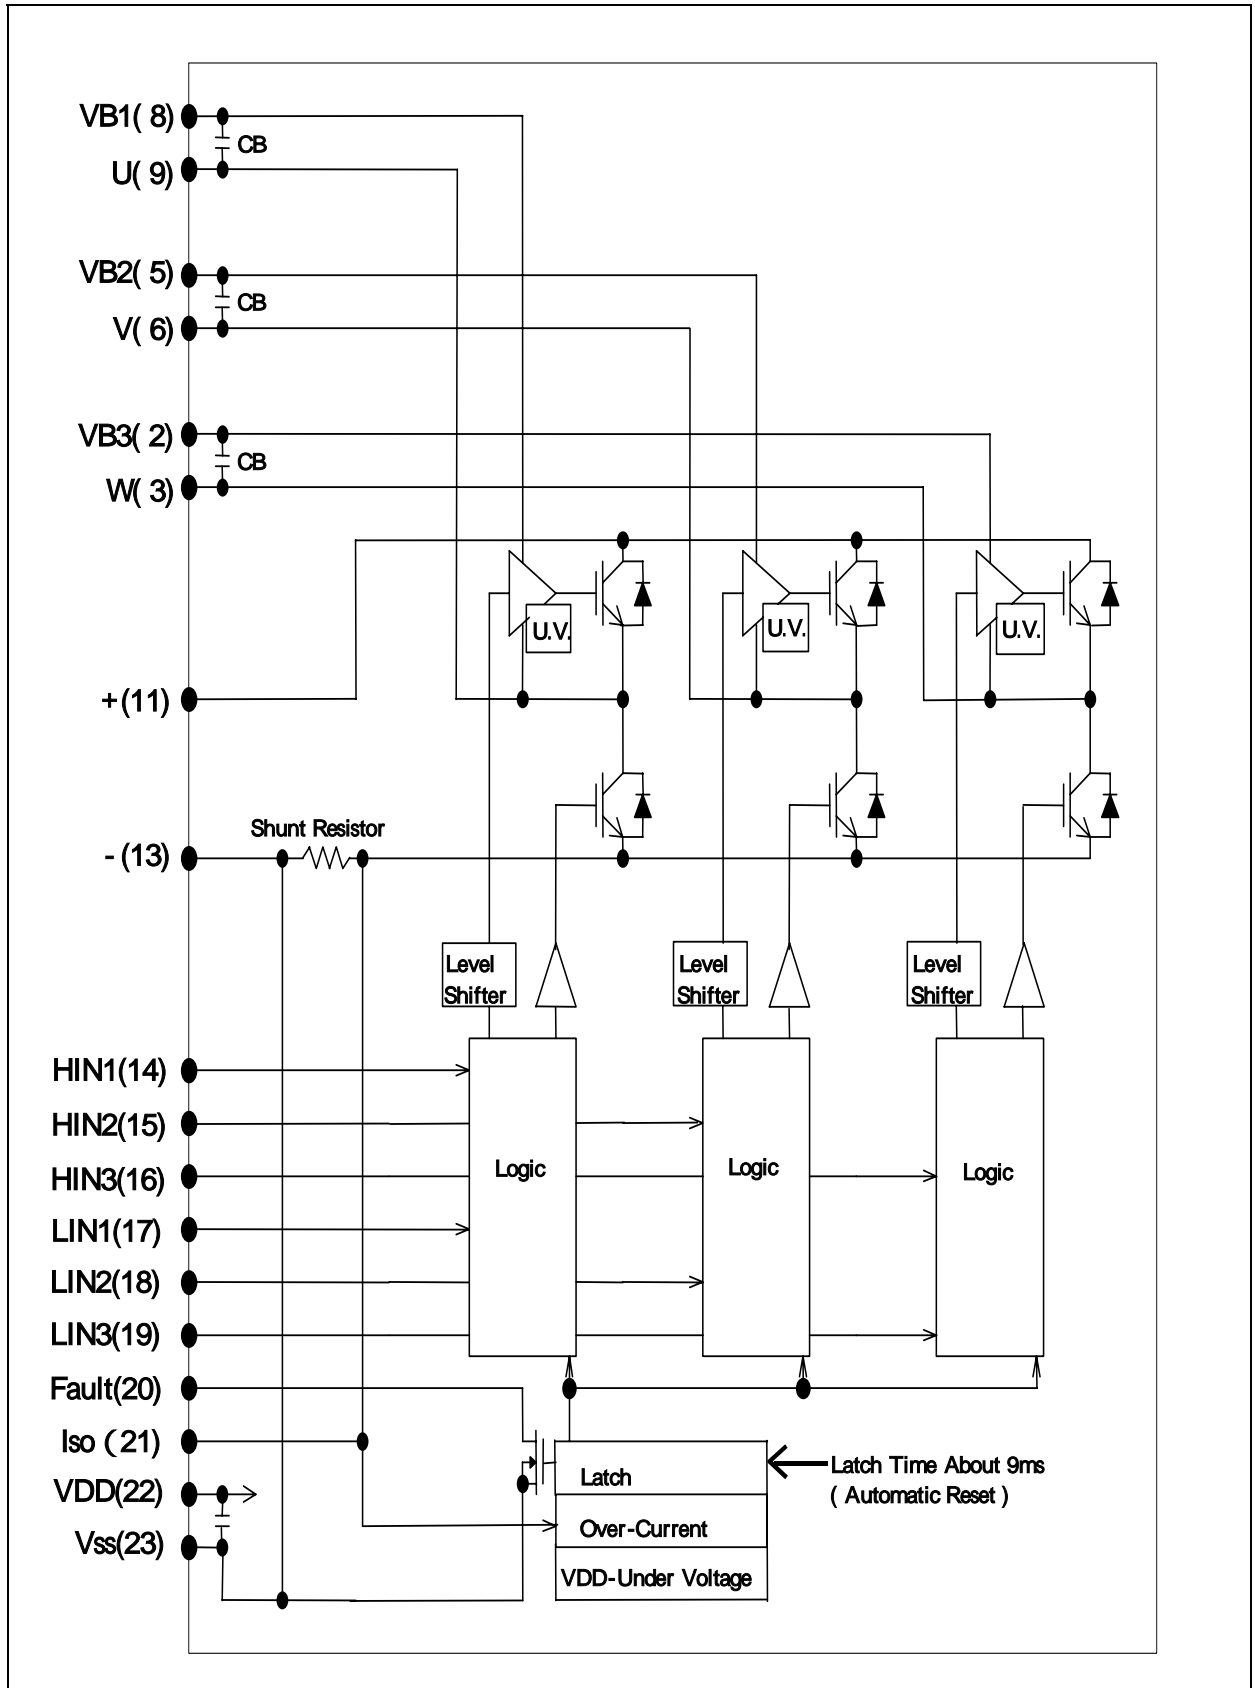 VB1( 8)
CB
U( 9)
VB2( 5)
CB
V( 6)
VB3( 2)
CB
W( 3)
U.V.
U.V.
U.V.
+(11)
Shunt Resistor
-(13)
Level
Shifter
Level
Shifter
Level
Shifter
HIN1(14)
HIN2(15)
HIN3(16)
Logic
Logic
Logic
LIN1(17)
LIN2(18)
LIN3(19)
Fault(20)
Iso (21)
VDD(22)
Vss(23)
Latch
Over-Current
VDD-Under Voltage
Latch Time About 9ms
( Automatic Reset )